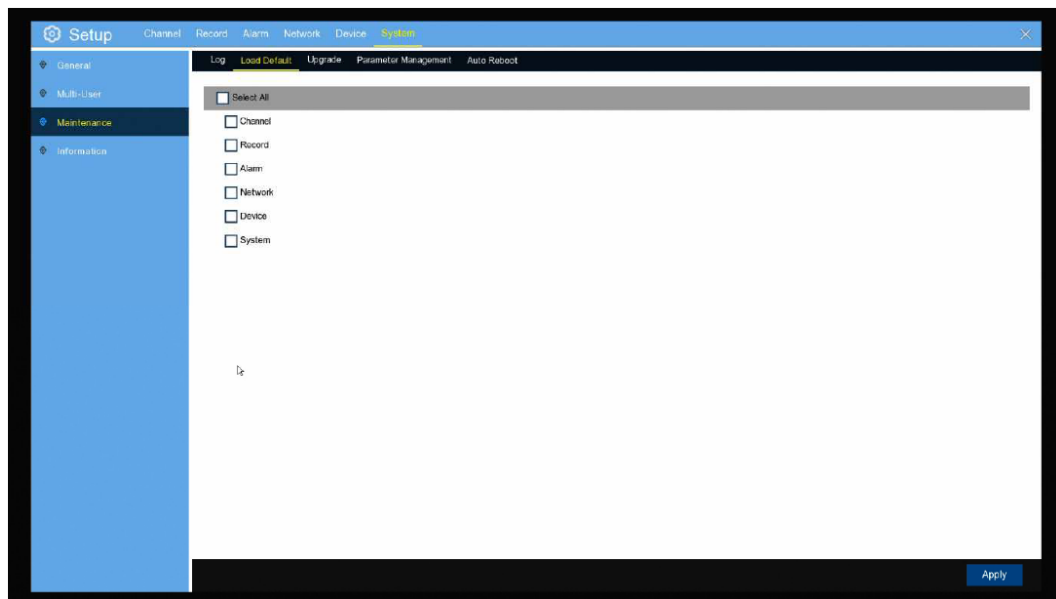 Setup Channel Record Alarm Network Device System
General
Multi-User
Maintenance
Information
Log Load Default Upgrade Parameter Management Auto Reboot
Select All
Channel
Record
Alarm
Network
Device
System
Apply